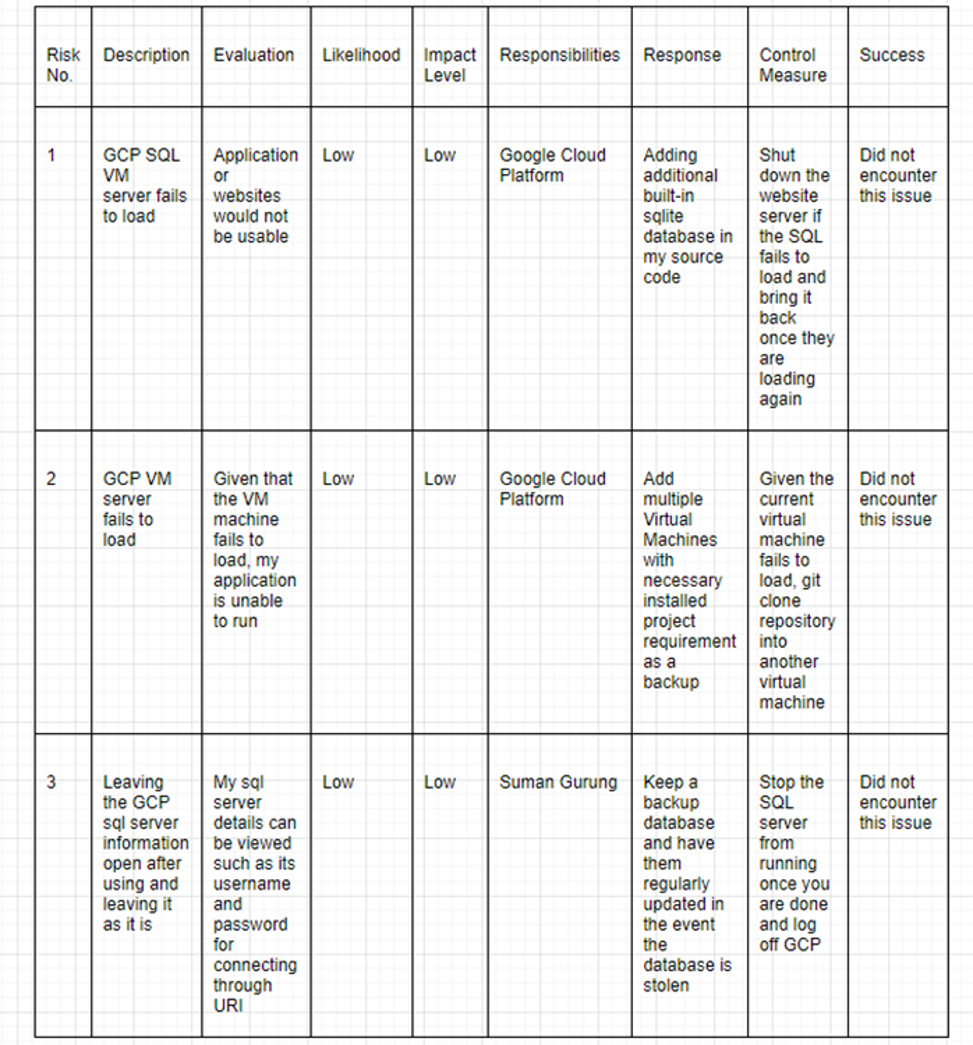 Risk
No.
Description
Evaluation
Likelihood
Impact
Level
Responsibilities
Response
Control
Measure
Success
1
GCP SQL
VM
server fails
to load
Application
or
websites
would not
be usable
Low
Low
Google Cloud
Platform
Adding
additional
built-in
sqlite
database in
my source
code
Shut
down the
website
server if
the SQL
fails to
load and
bring it
back
once they
are
loading
again
Did not
encounter
this issue
2
GCP VM
server
fails to
load
Given that
the VM
machine
fails to
load, my
application
is unable
to run
Low
Low
Google Cloud
Platform
Add
multiple
Virtual
Machines
with
necessary
installed
project
requirement
as a
backup
Given the
current
virtual
machine
fails to
load, git
clone
repository
into
another
virtual
machine
Did not
encounter
this issue
3
Leaving
the GCP
sql server
information
open after
using and
leaving it
as it is
My sql
server
details can
be viewed
such as its
username
and
password
for
connecting
through
URI
Low
Low
Suman Gurung
Keep a
backup
database
and have
them
regularly
updated in
the event
the
database is
stolen
Stop the
SQL
server
from
running
once you
are done
and log
off GCP
Did not
encounter
this issue